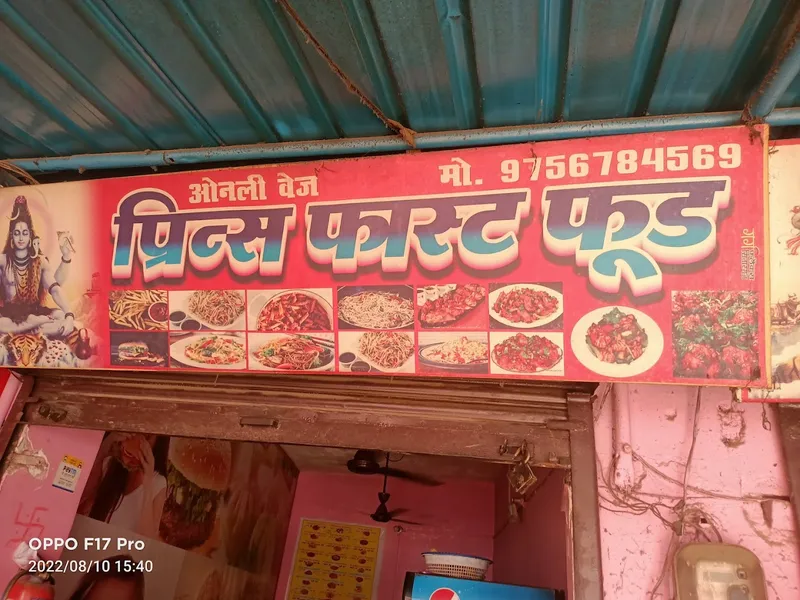 ओनली वेज
मो. 9756784569
प्रिन्स फास्ट फूड
OPPO F17 Pro
2022/08/10 15:40